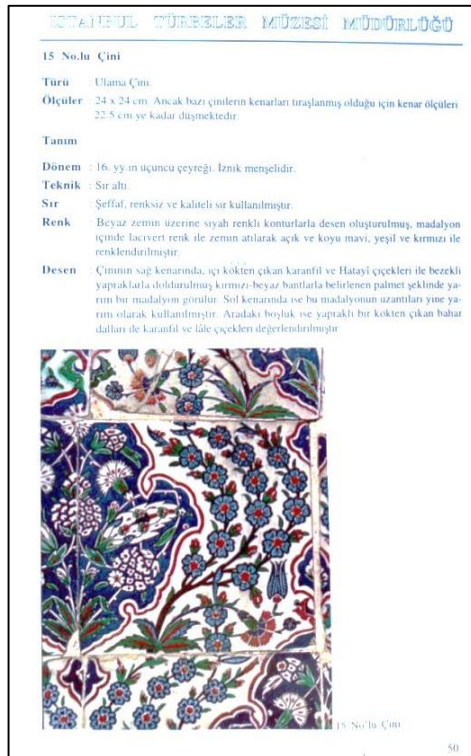 İSTANBUL TÜRBELER MÜZESİ MÜDÜRLÜĞÜ
15 No.lu Çini
Türü : Ulama Çini.
Ölçüler 24 x 24 cm. Ancak bazı çinilerin kenarları tıraşlanmış olduğu için kenar ölçüleri
22.5 cm ye kadar düşmektedir.
Tanım
Dönem : 16. yy.ın üçüncü çeyreği. İznik menşelidir.
Teknik : Sır altı.
Sır : Şeffaf, renksiz ve kaliteli sır kullanılmıştır.
Renk : Beyaz zemin üzerine siyah renkli konturlarla desen oluşturulmuş, madalyon
içinde lacivert renk ile zemin atılarak açık ve koyu mavi, yeşil ve kırmızı ile
renklendirilmiştir.
Desen : Çininin sağ kenarında, içi kökten çıkan karanfil ve Hatayî çiçekleri ile bezekli
yapraklarla doldurulmuş kırmızı-beyaz bantlarla belirlenen palmet şeklinde ya-
rım bir madalyon görülür. Sol kenarında ise bu madalyonun uzantıları yine ya-
rım olarak kullanılmıştır. Aradaki boşluk ise yapraklı bir kökten çıkan bahar
dalları ile karanfil ve lâle çiçekleri değerlendirilmiştir
15 No'lu Çini
50